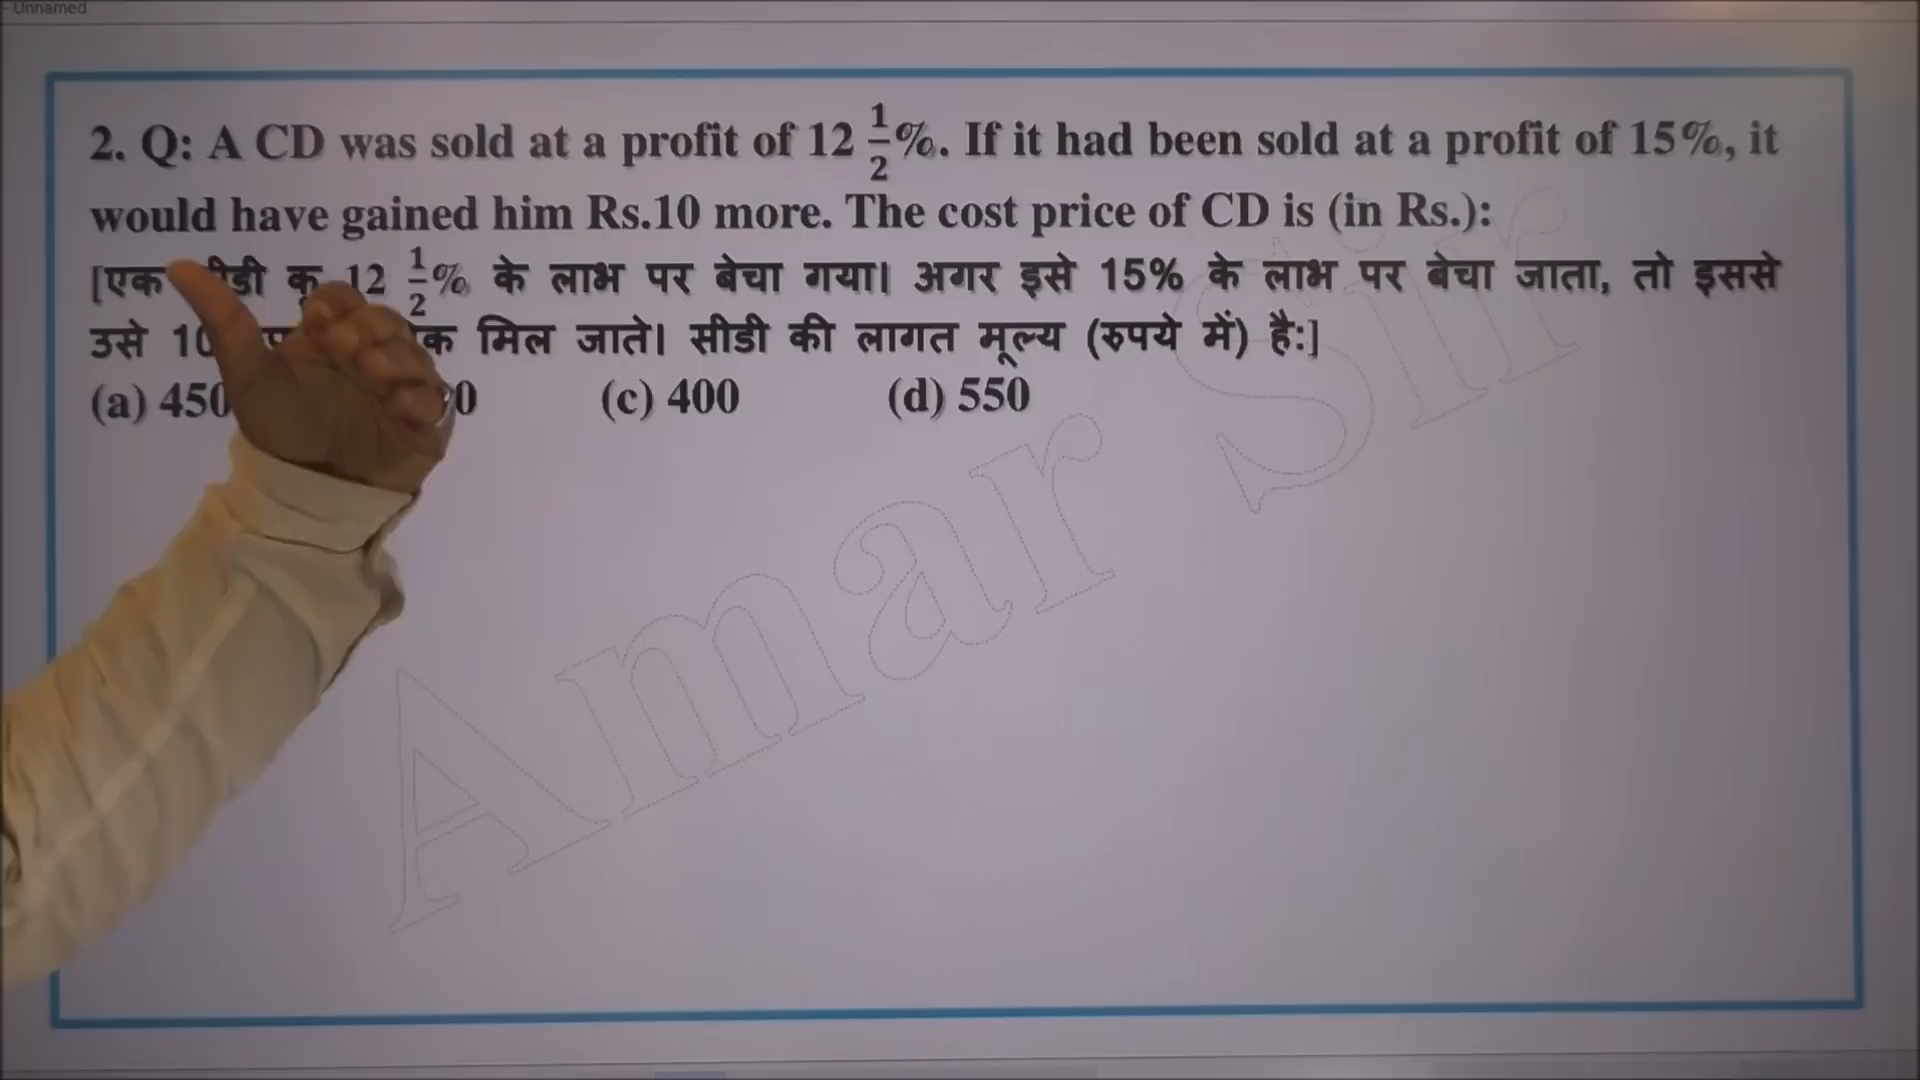 Unnamed
2. Q: A CD was sold at a profit of 12 1/2%. If it had been sold at a profit of 15%, it
would have gained him Rs.10 more. The cost price of CD is (in Rs.):
[एक 12 1/2% के लाभ पर बेचा गया। अगर इसे 15% के लाभ पर बेचा जाता, तो इससे
उसे 10 मिल जाते। सीडी की लागत मूल्य (रुपये में) है:]
(a) 450 (c) 400 (d) 550
Amar Sir